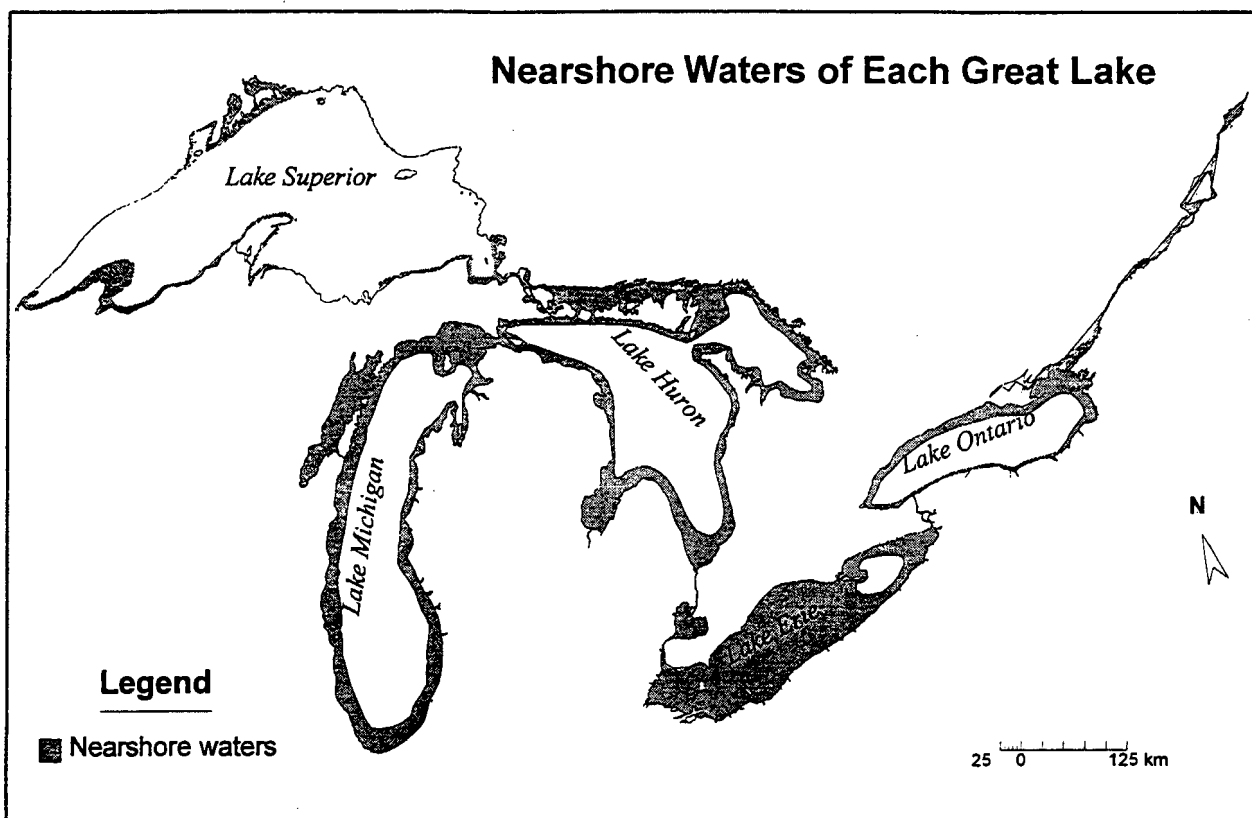 Nearshore Waters of Each Great Lake
Lake Superior
Lake Huron
Lake Michigan
Lake Ontario
Lake Erie
N
Legend
Nearshore waters
25 0 125 km